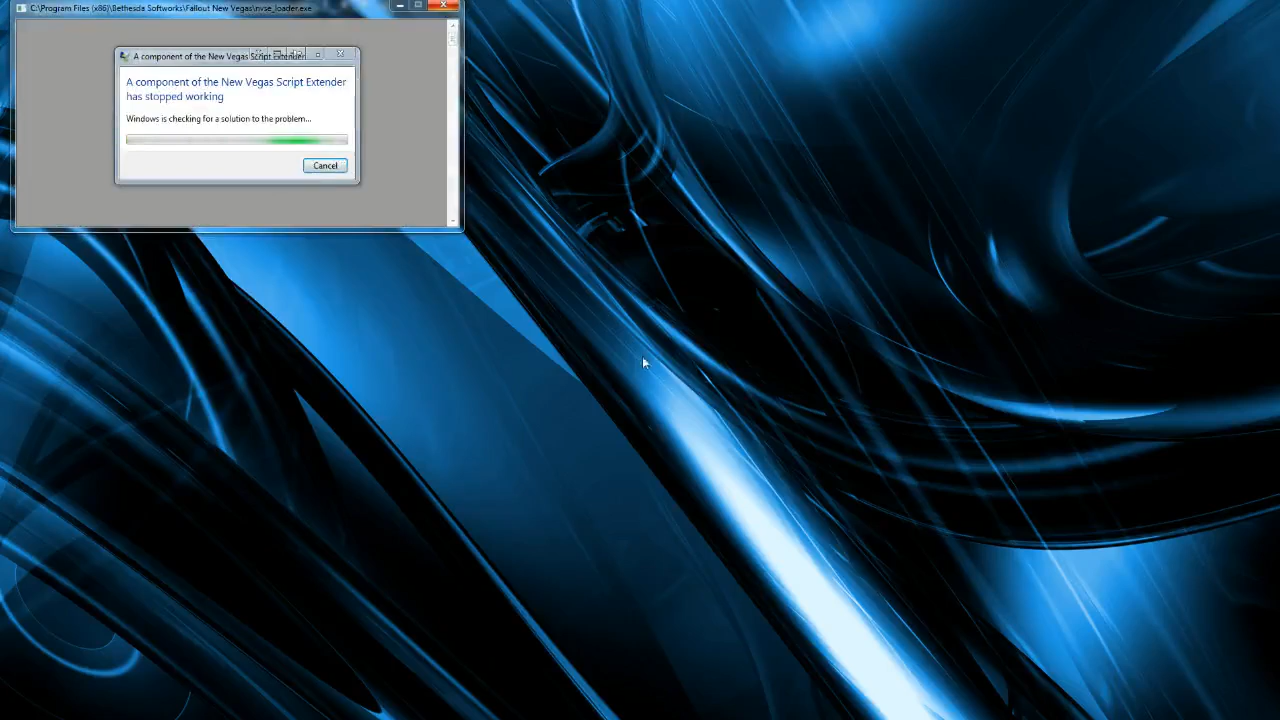 C:\Program Files (x86)\Bethesda Softworks\Fallout New Vegas\nvse_loader.exe
A component of the New Vegas Script Extender
A component of the New Vegas Script Extender
has stopped working
Windows is checking for a solution to the problem...
Cancel